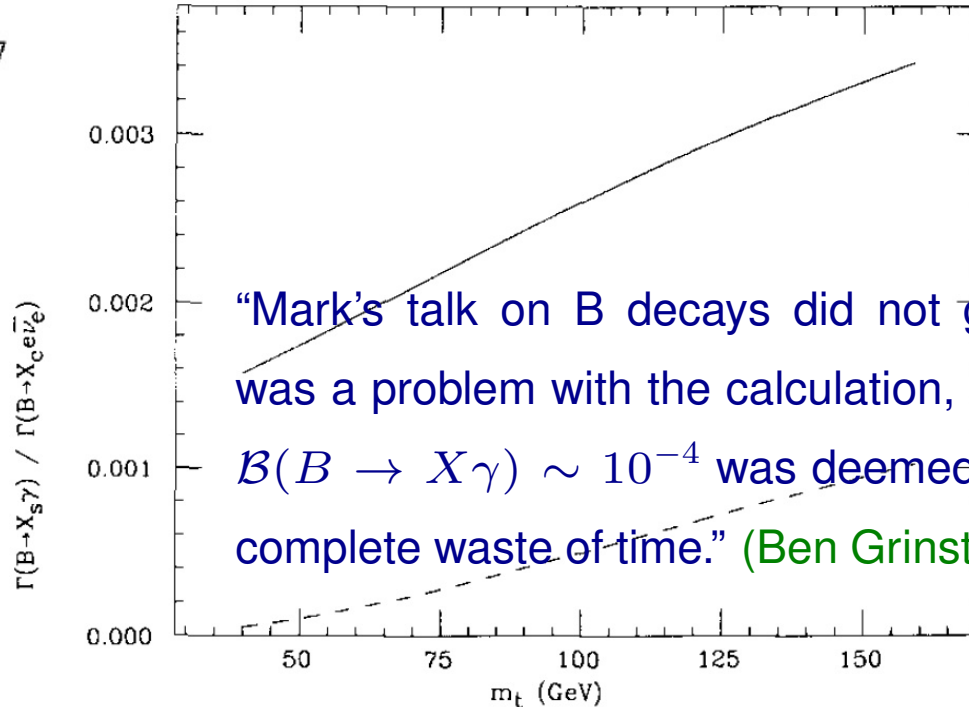 0.003
0.002
0.001
0.000
Γ(B→X_sγ) / Γ(B→X_ceν̄_e)
“Mark's talk on B decays did not
was a problem with the calculation,
ℬ(B → Xγ) ∼ 10⁻⁴ was deemed
complete waste of time.” (Ben
50 75 100 125 150
m_t (GeV)